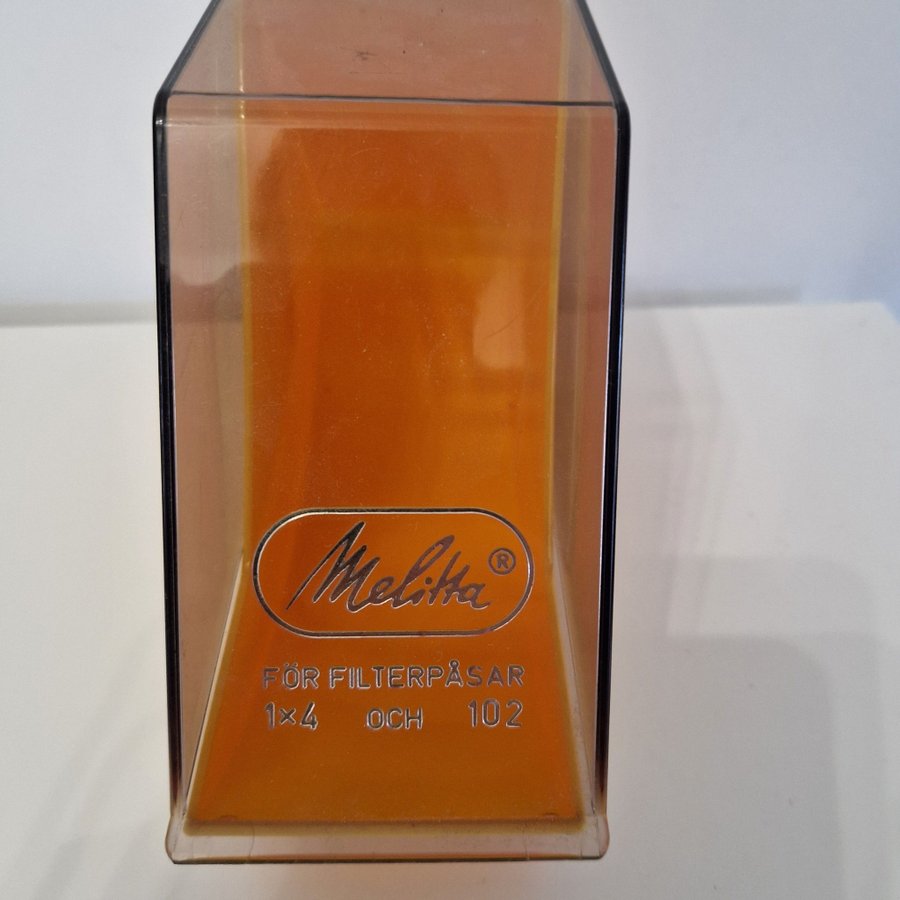 Melitta®
FÖR FILTERPÅSAR
1×4 OCH 102